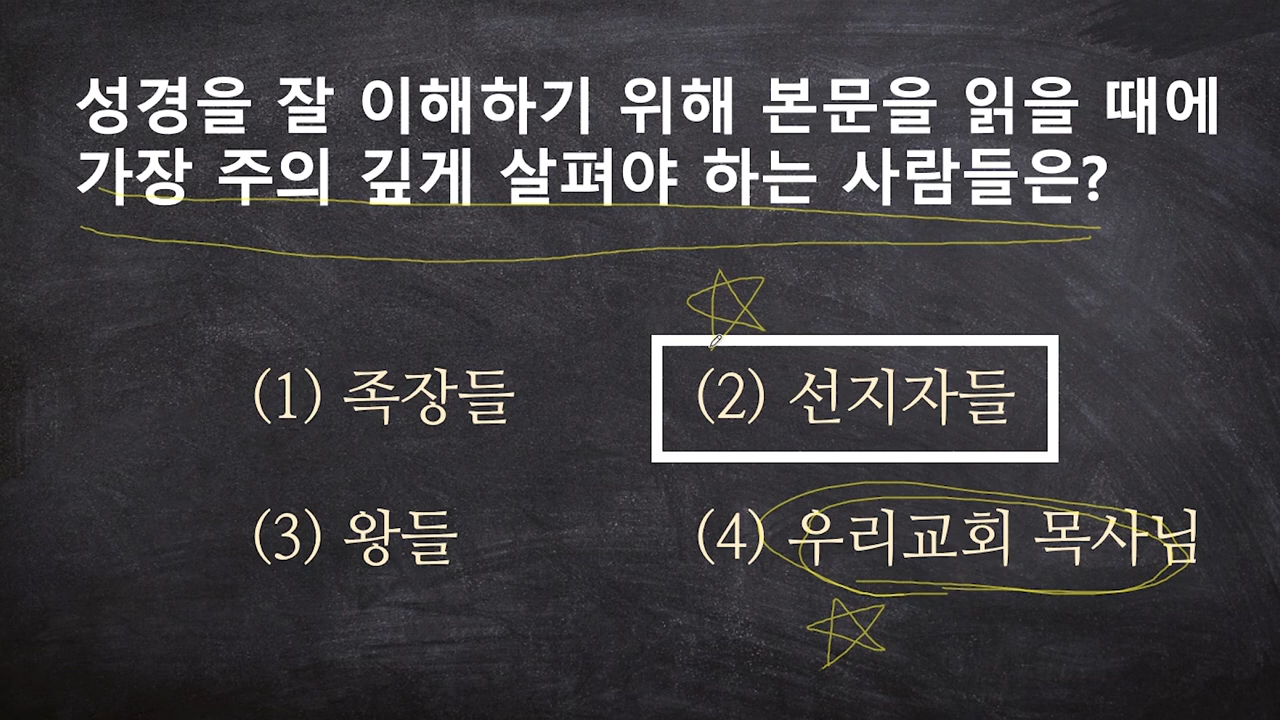 성경을 잘 이해하기 위해 본문을 읽을 때에
가장 주의 깊게 살펴야 하는 사람들은?
(1) 족장들
(2) 선지자들
(3) 왕들
(4) 우리교회 목사님